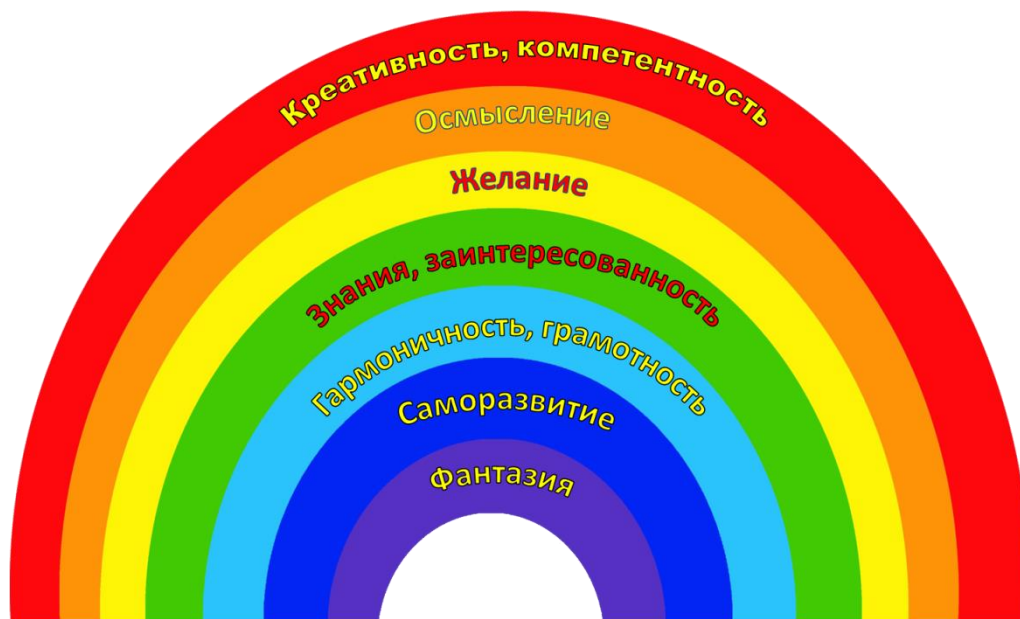 Креативность, компетентность
Осмысление
Желание
Знания, заинтересованность
Гармоничность, грамотность
Саморазвитие
Фантазия